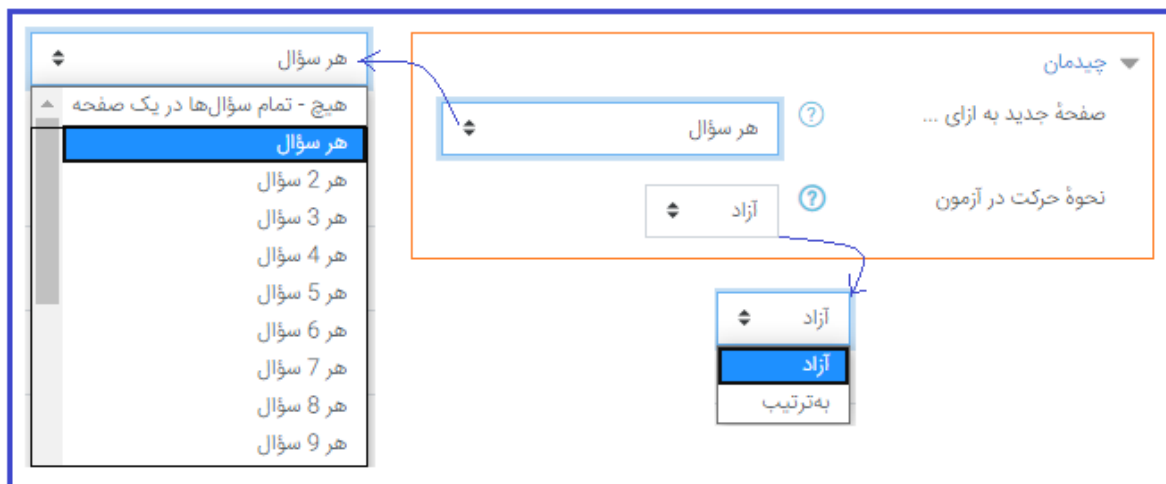 چیدمان
صفحهٔ جدید به ازای ...
هر سؤال
نحوهٔ حرکت در آزمون
آزاد
آزاد
آزاد
به‌ترتیب
هر سؤال
هیچ - تمام سؤال‌ها در یک صفحه
هر سؤال
هر 2 سؤال
هر 3 سؤال
هر 4 سؤال
هر 5 سؤال
هر 6 سؤال
هر 7 سؤال
هر 8 سؤال
هر 9 سؤال